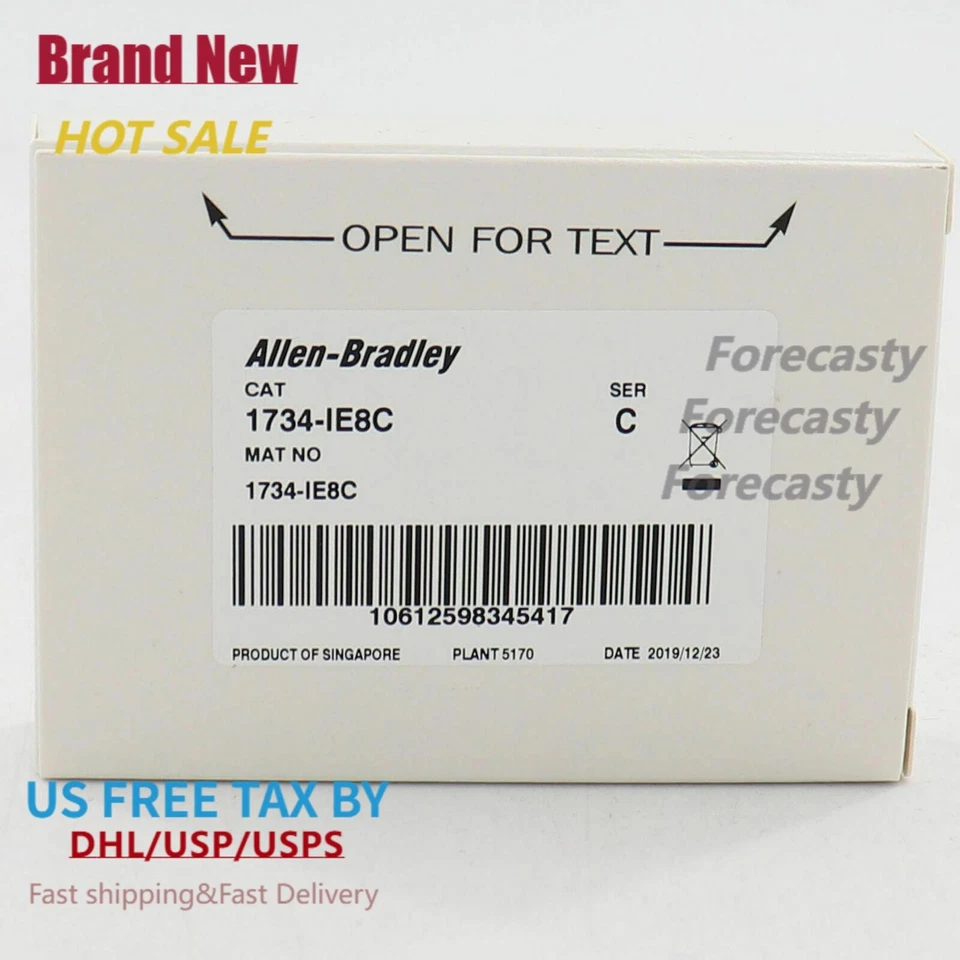 Brand New
HOT SALE
OPEN FOR TEXT
Allen-Bradley
CAT
SER
1734-IE8C
C
MAT NO
1734-IE8C
Forecasty
Forecasty
Forecasty
10612598345417
PRODUCT OF SINGAPORE PLANT 5170 DATE 2019/12/23
US FREE TAX BY
DHL/USP/USPS
Fast shipping&Fast Delivery